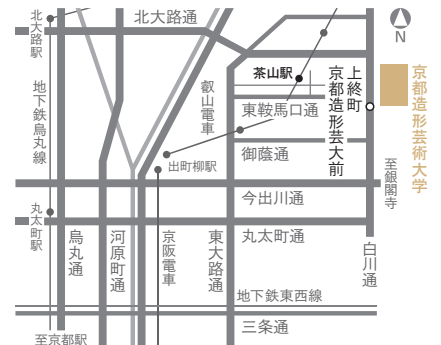 北大路通
北大路駅
N
茶山駅
上終町
京都造形芸大前
京都造形芸術大学
叡山電車
地下鉄烏丸線
東鞍馬口通
御蔭通
出町柳駅
至銀閣寺
今出川通
丸太町駅
丸太町通
烏丸通
河原町通
京阪電車
東大路通
白川通
地下鉄東西線
三条通
至京都駅